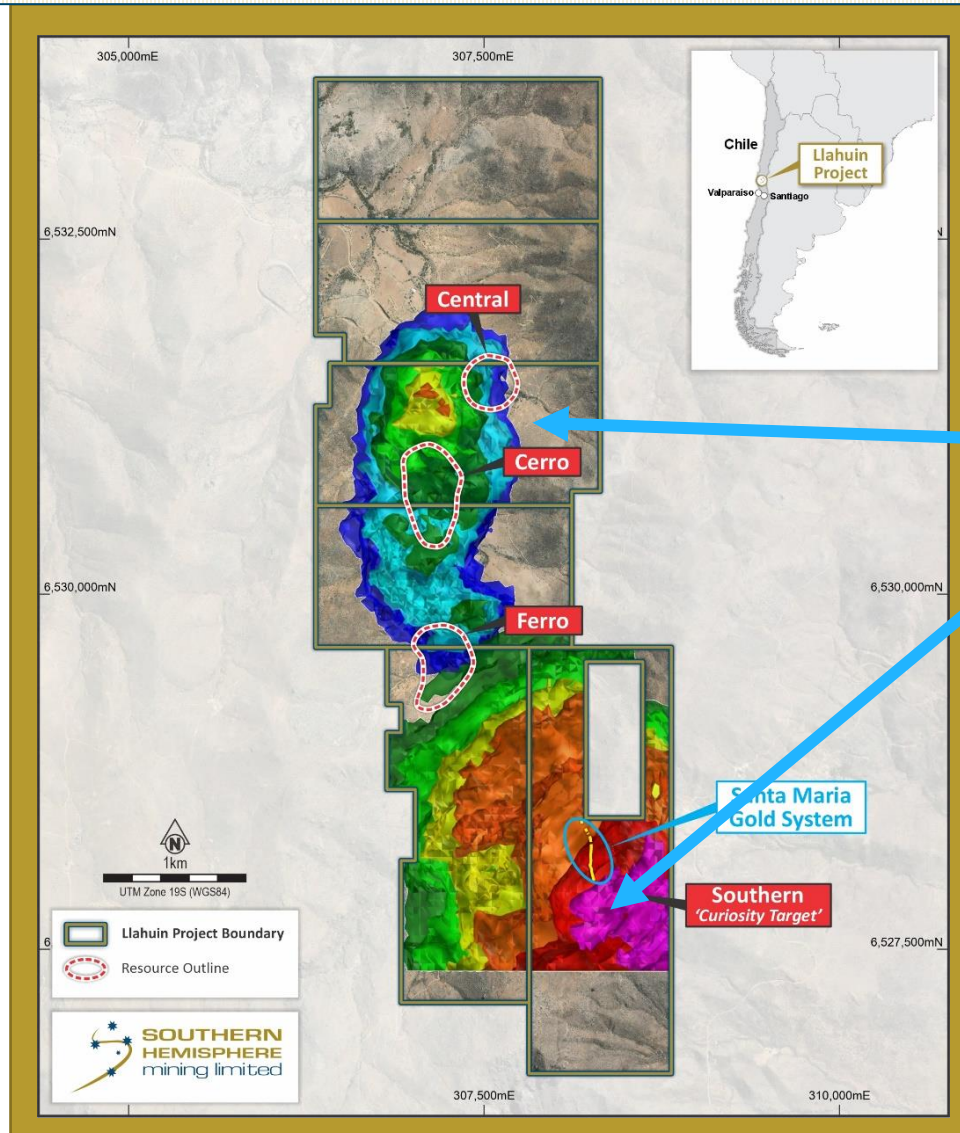 305,000mE
307,500mE
Chile
Llahuin
Project
Valparaiso
Santiago
6,532,500mN
N
Central
Cerro
6,530,000mN
6,530,000mN
Ferro
Santa Maria
Gold System
N
1km
UTM Zone 19S (WGS84)
Southern
'Curiosity Target'
Llahuin Project Boundary
6
6,527,500mN
Resource Outline
SOUTHERN
HEMISPHERE
mining limited
307,500mE
310,000mE